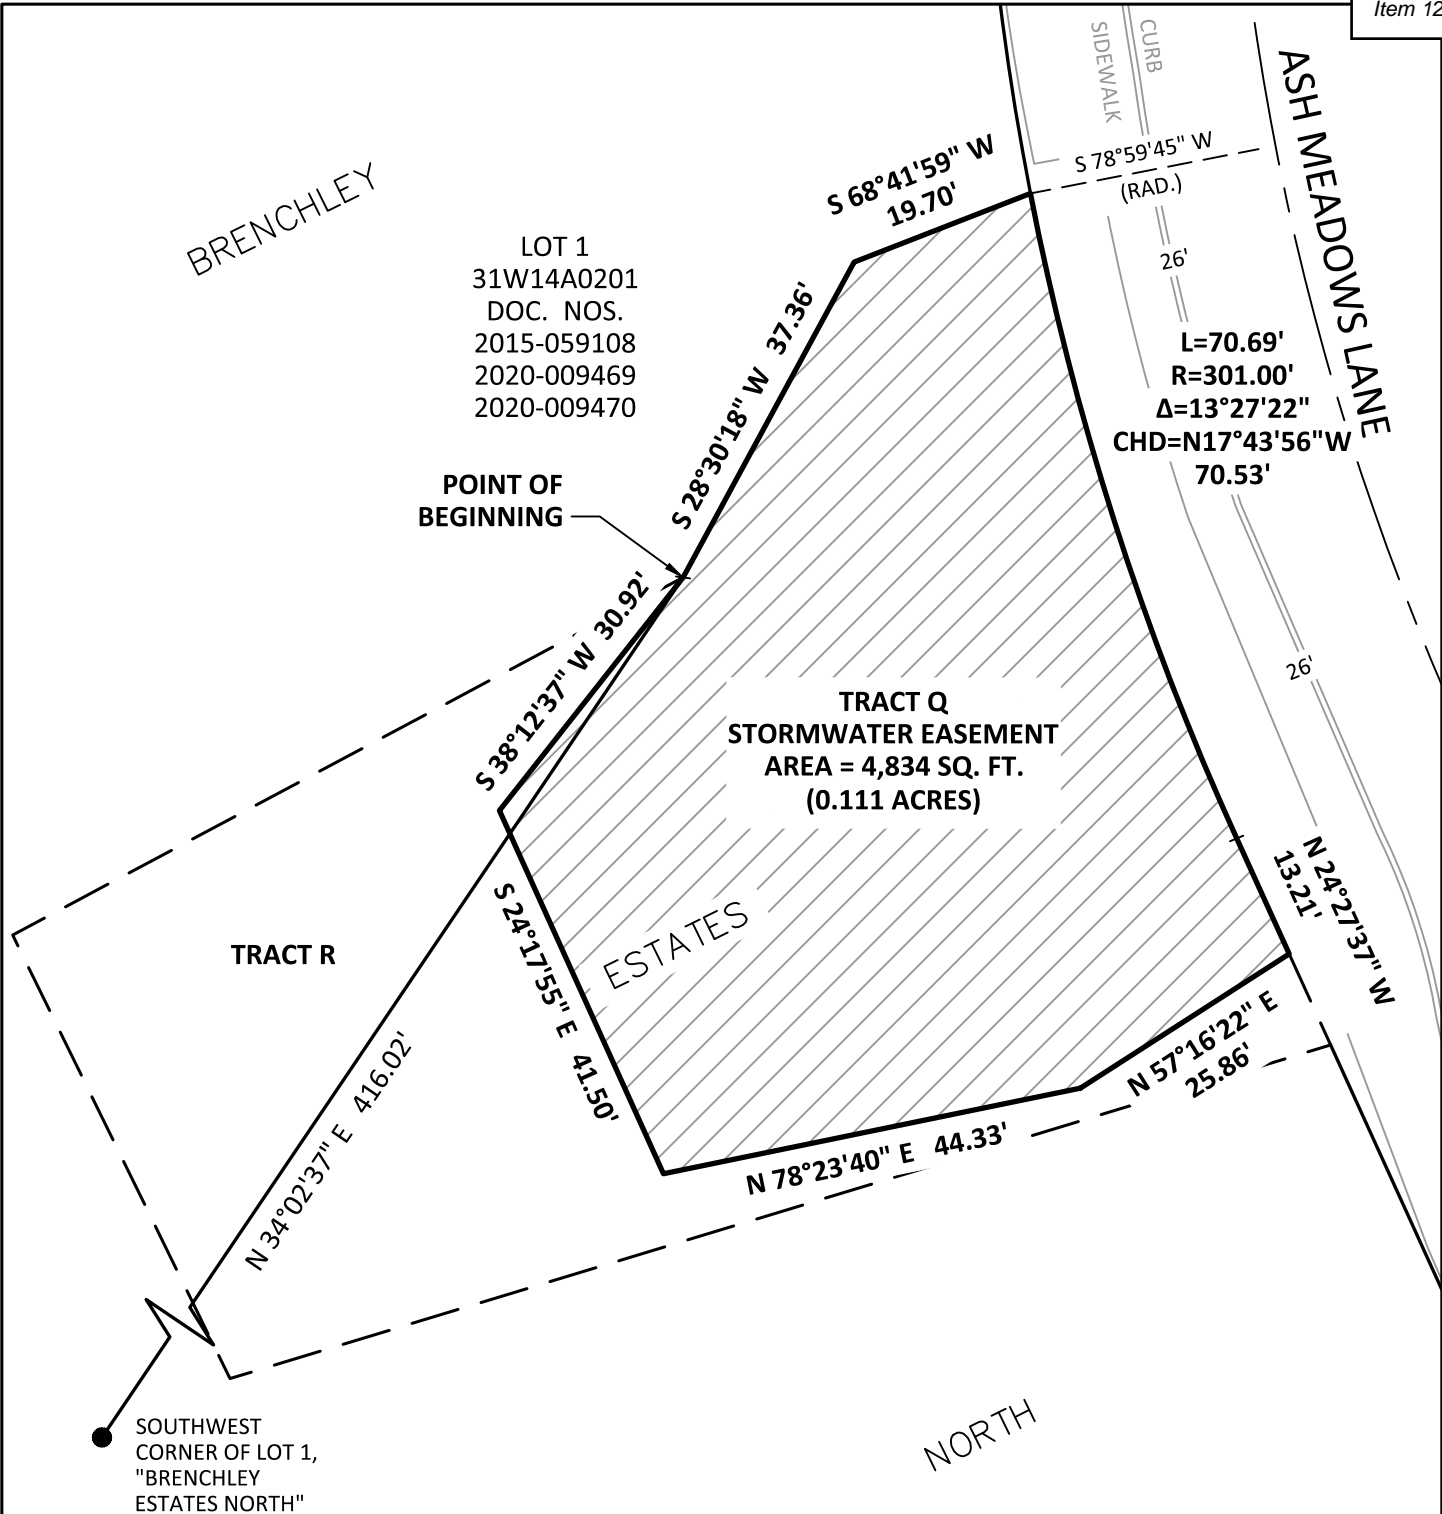 Item 12
CURB
SIDEWALK
ASH MEADOWS LANE
S 78°59'45" W
(RAD.)
S 68°41'59" W
19.70'
BRENCHLEY
LOT 1
31W14A0201
DOC. NOS.
2015-059108
2020-009469
2020-009470
26'
S 28°30'18" W 37.36'
L=70.69'
R=301.00'
Δ=13°27'22"
CHD=N17°43'56"W
70.53'
POINT OF
BEGINNING
S 38°12'37" W 30.92'
26'
TRACT Q
STORMWATER EASEMENT
AREA = 4,834 SQ. FT.
(0.111 ACRES)
N 24°27'37" W
13.21'
TRACT R
S 24°17'55" E 41.50'
ESTATES
N 57°16'22" E
25.86'
N 34°02'37" E 416.02'
N 78°23'40" E 44.33'
NORTH
SOUTHWEST
CORNER OF LOT 1,
"BRENCHLEY
ESTATES NORTH"